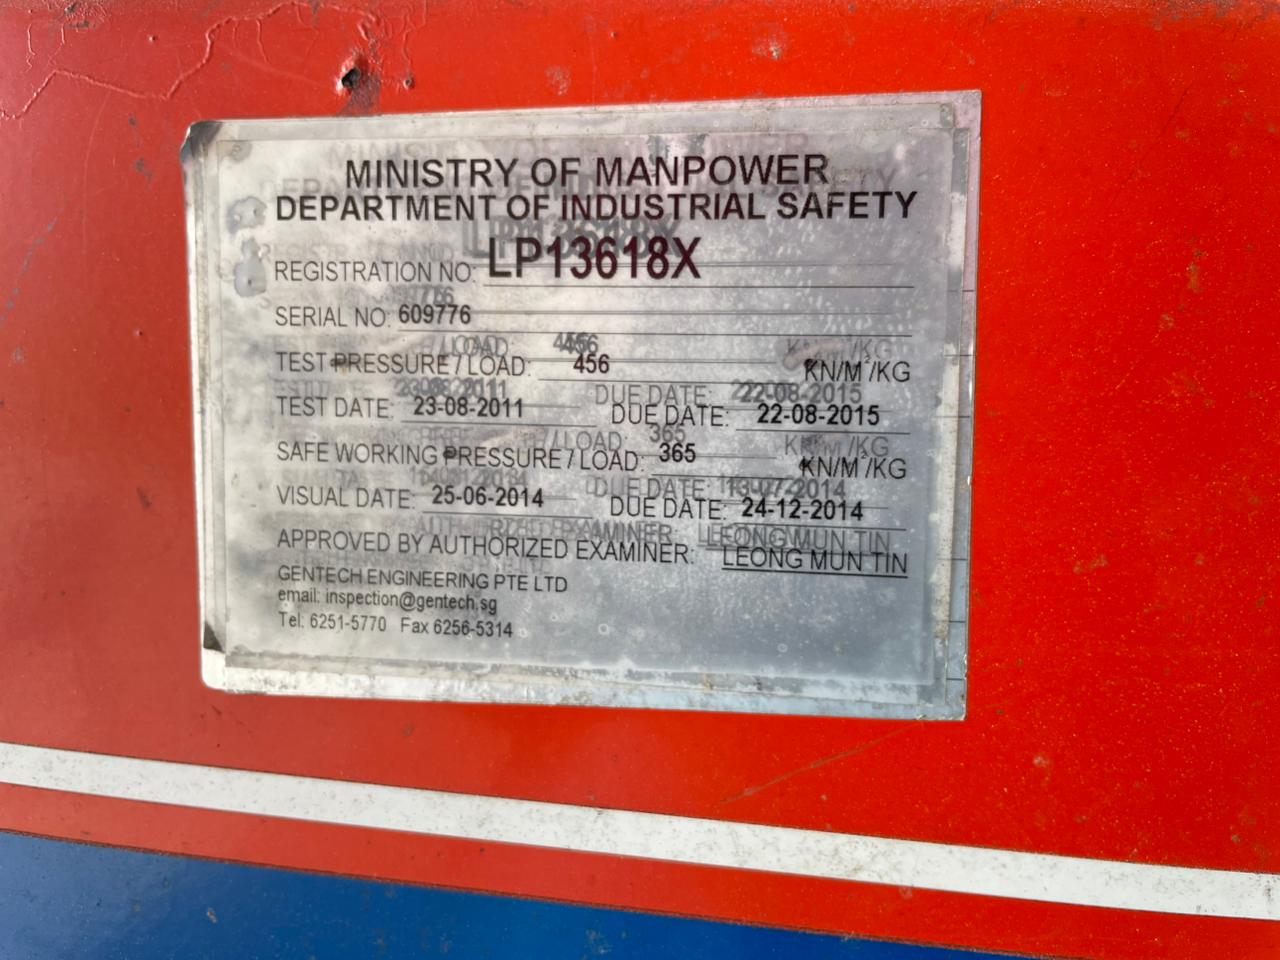 MINISTRY OF MANPOWER
DEPARTMENT OF INDUSTRIAL SAFETY
REGISTRATION NO: LP13618X
SERIAL NO: 609776
TEST PRESSURE / LOAD: 456 KN/M²/KG
TEST DATE: 23-08-2011 DUE DATE: 22-08-2015
SAFE WORKING PRESSURE / LOAD: 365 KN/M²/KG
VISUAL DATE: 25-06-2014 DUE DATE: 24-12-2014
APPROVED BY AUTHORIZED EXAMINER: LEONG MUN TIN
GENTECH ENGINEERING PTE LTD
email: inspection@gentech.sg
Tel: 6251-5770 Fax 6256-5314